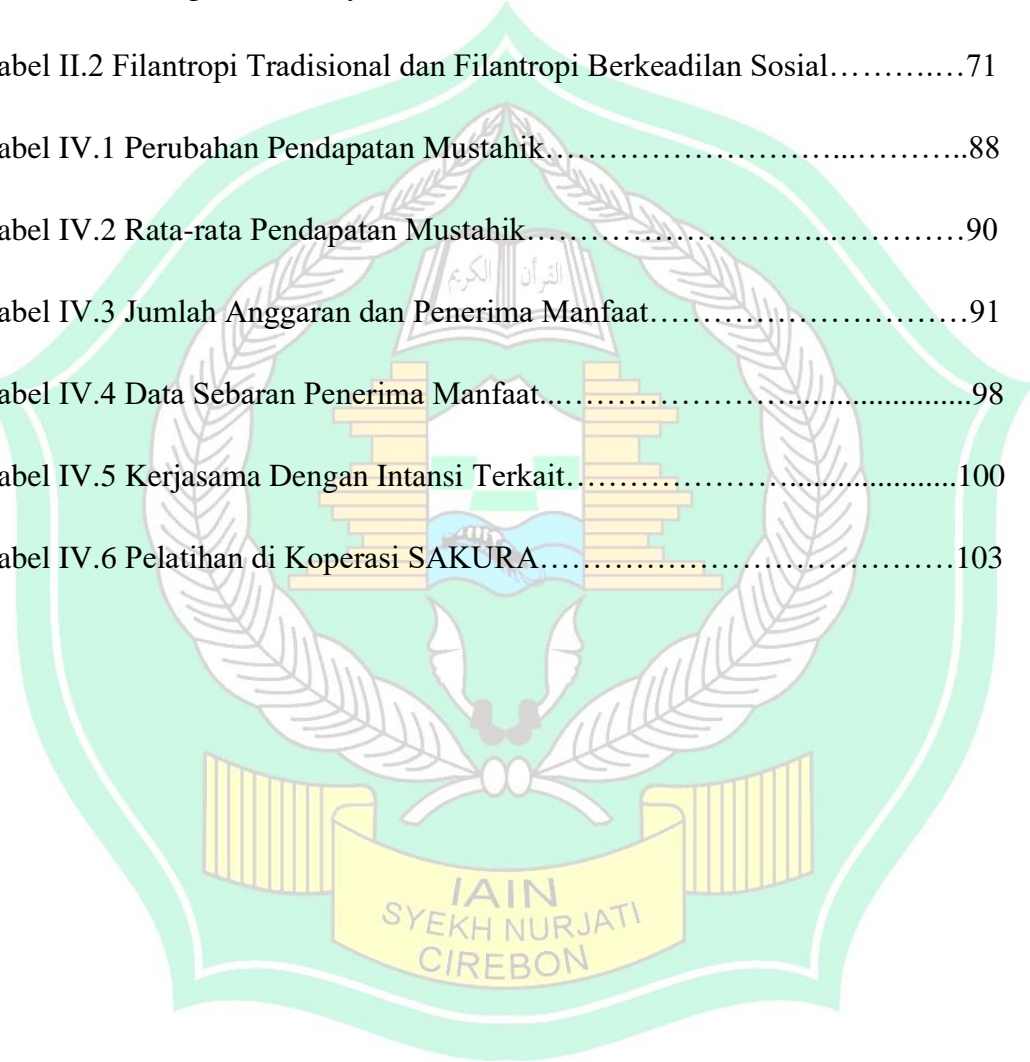 abel II.2 Filantropi Tradisional dan Filantropi Berkeadilan Sosial……….…71
abel IV.1 Perubahan Pendapatan Mustahik………………………...………..88
abel IV.2 Rata-rata Pendapatan Mustahik………………………...…………90
abel IV.3 Jumlah Anggaran dan Penerima Manfaat…………………………91
القرآن الكريم
abel IV.4 Data Sebaran Penerima Manfaat...…………………......................98
abel IV.5 Kerjasama Dengan Intansi Terkait…………………....................100
abel IV.6 Pelatihan di Koperasi SAKURA…………………………………103
IAIN
SYEKH NURJATI
CIREBON